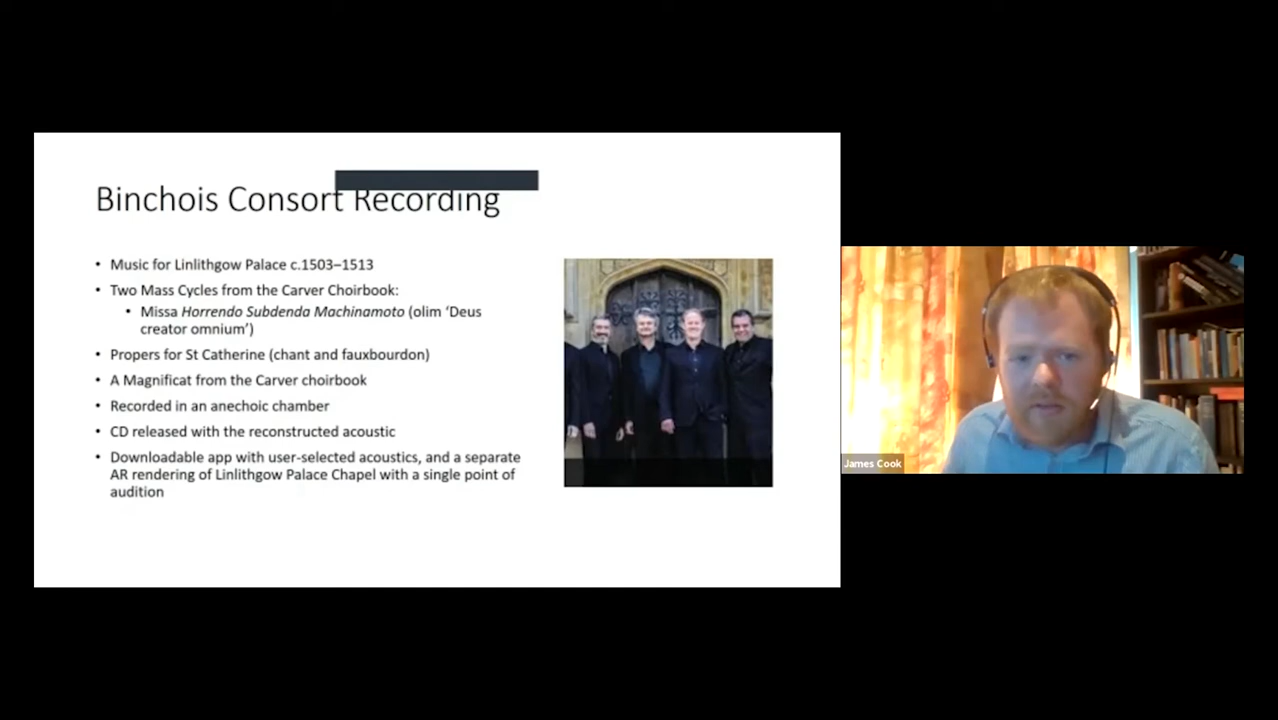 Binchois Consort Recording
• Music for Linlithgow Palace c.1503–1513
• Two Mass Cycles from the Carver Choirbook:
• Missa Horrendo Subdenda Machinamoto (olim ‘Deus
creator omnium’)
• Propers for St Catherine (chant and fauxbourdon)
• A Magnificat from the Carver choirbook
• Recorded in an anechoic chamber
• CD released with the reconstructed acoustic
• Downloadable app with user-selected acoustics, and a separate
AR rendering of Linlithgow Palace Chapel with a single point of
audition
James Cook